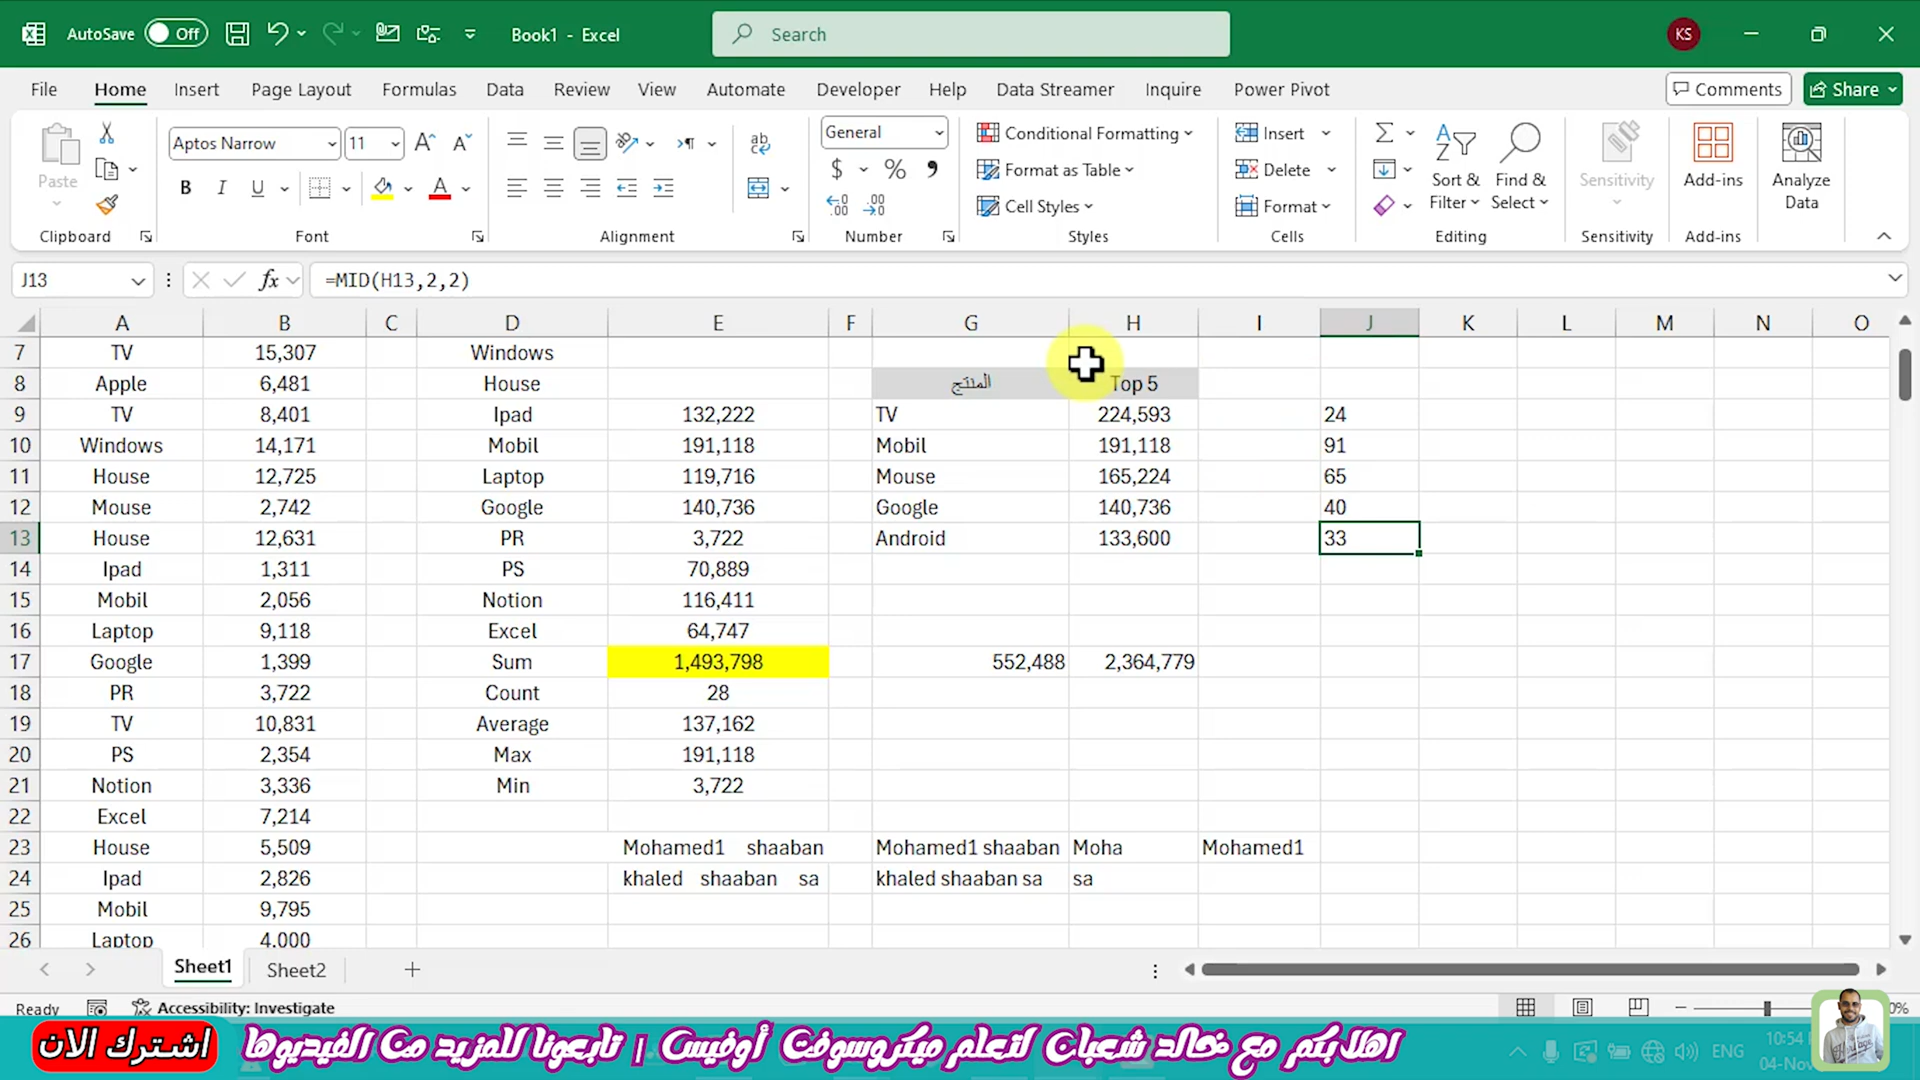 AutoSave Off Book1 - Excel Search KS
File Home Insert Page Layout Formulas Data Review View Automate Developer Help Data Streamer Inquire Power Pivot Comments Share
Paste Aptos Narrow 11 General Conditional Formatting Insert
B I U $ % Format as Table Delete Sort & Filter Find & Select Sensitivity Add-ins Analyze Data
Cell Styles Format
Clipboard Font Alignment Number Styles Cells Editing Sensitivity Add-ins
J13 fx =MID(H13,2,2)
A B C D E F G H I J K L M N O
7 TV 15,307 Windows
8 Apple 6,481 House المنتج Top 5
9 TV 8,401 Ipad 132,222 TV 224,593 24
10 Windows 14,171 Mobil 191,118 Mobil 191,118 91
11 House 12,725 Laptop 119,716 Mouse 165,224 65
12 Mouse 2,742 Google 140,736 Google 140,736 40
13 House 12,631 PR 3,722 Android 133,600 33
14 Ipad 1,311 PS 70,889
15 Mobil 2,056 Notion 116,411
16 Laptop 9,118 Excel 64,747
17 Google 1,399 Sum 1,493,798 552,488 2,364,779
18 PR 3,722 Count 28
19 TV 10,831 Average 137,162
20 PS 2,354 Max 191,118
21 Notion 3,336 Min 3,722
22 Excel 7,214
23 House 5,509 Mohamed1 shaaban Mohamed1 shaaban Moha Mohamed1
24 Ipad 2,826 khaled shaaban sa khaled shaaban sa sa
25 Mobil 9,795
26 Laptop 4,000
Sheet1 Sheet2
Ready Accessibility: Investigate
اهلا بكم مع خالد شعبان لتعلم ميكروسوفت أوفيس | تابعونا للمزيد من الفيديوها
اشترك الان
ENG 10:54